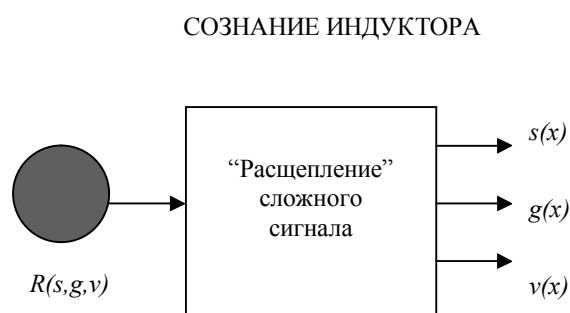 СОЗНАНИЕ ИНДУКТОРА
“Расщепление”
сложного
сигнала
s(x)
g(x)
v(x)
R(s,g,v)